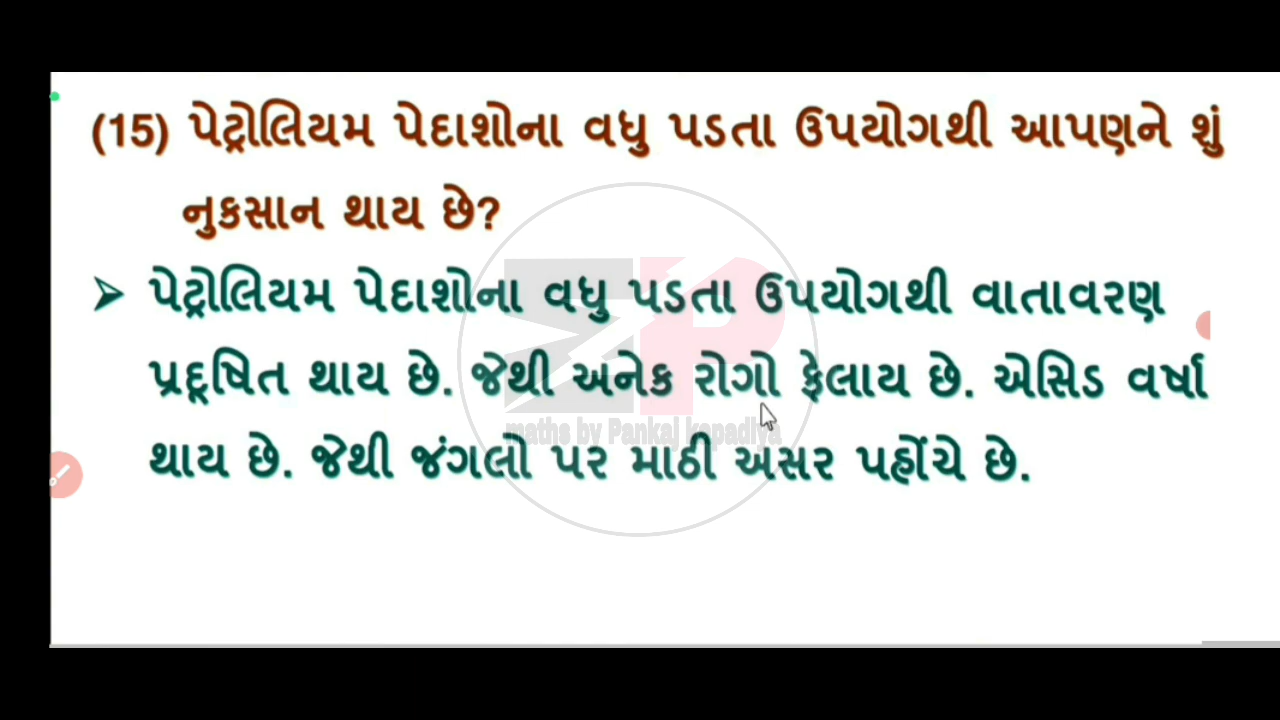 (15) પેટ્રોલિયમ પેદાશોના વધુ પડતા ઉપયોગથી આપણને શું
નુકસાન થાય છે?
➤ પેટ્રોલિયમ પેદાશોના વધુ પડતા ઉપયોગથી વાતાવરણ
પ્રદૂષિત થાય છે. જેથી અનેક રોગો ફેલાય છે. એસિડ વર્ષા
maths by Pankaj kapadiya
થાય છે. જેથી જંગલો પર માઠી અસર પહોંચે છે.